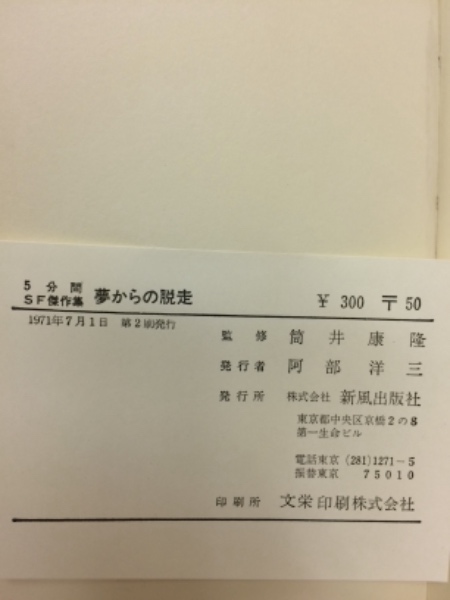 5分間
SF傑作集 夢からの脱走 ¥ 300 〒 50
1971年7月1日 第2刷発行
監修 筒井康隆
発行者 阿部洋三
発行所 株式会社 新風出版社
東京都中央区京橋2の8
第一生命ビル
電話東京 (281)1271−5
振替東京 75010
印刷所 文栄印刷株式会社